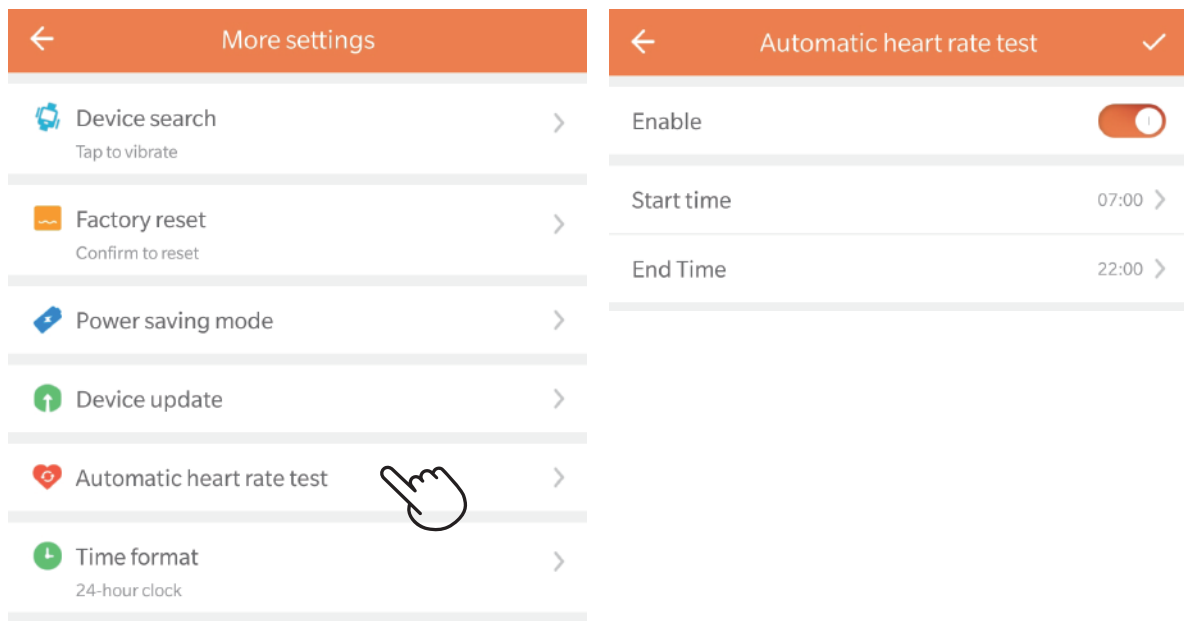 More settings
Device search
Tap to vibrate
Factory reset
Confirm to reset
Power saving mode
Device update
Automatic heart rate test
Time format
24-hour clock
Automatic heart rate test
Enable
Start time 07:00
End Time 22:00